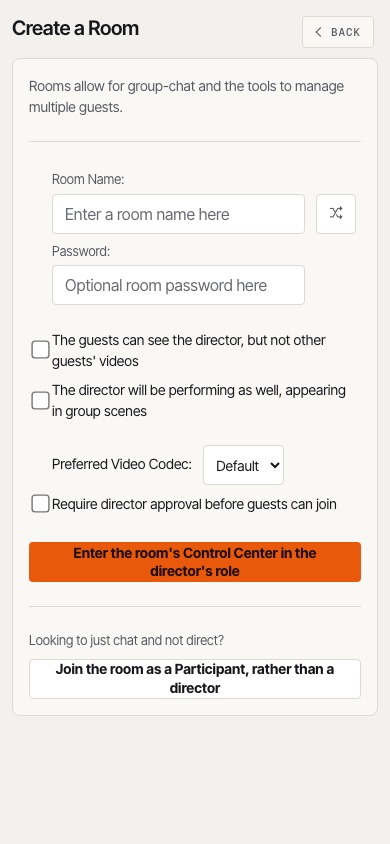 Create a Room
BACK
Rooms allow for group-chat and the tools to manage
multiple guests.
Room Name:
Enter a room name here
Password:
Optional room password here
The guests can see the director, but not other
guests' videos
The director will be performing as well, appearing
in group scenes
Preferred Video Codec:
Default
Require director approval before guests can join
Enter the room's Control Center in the
director's role
Looking to just chat and not direct?
Join the room as a Participant, rather than a
director